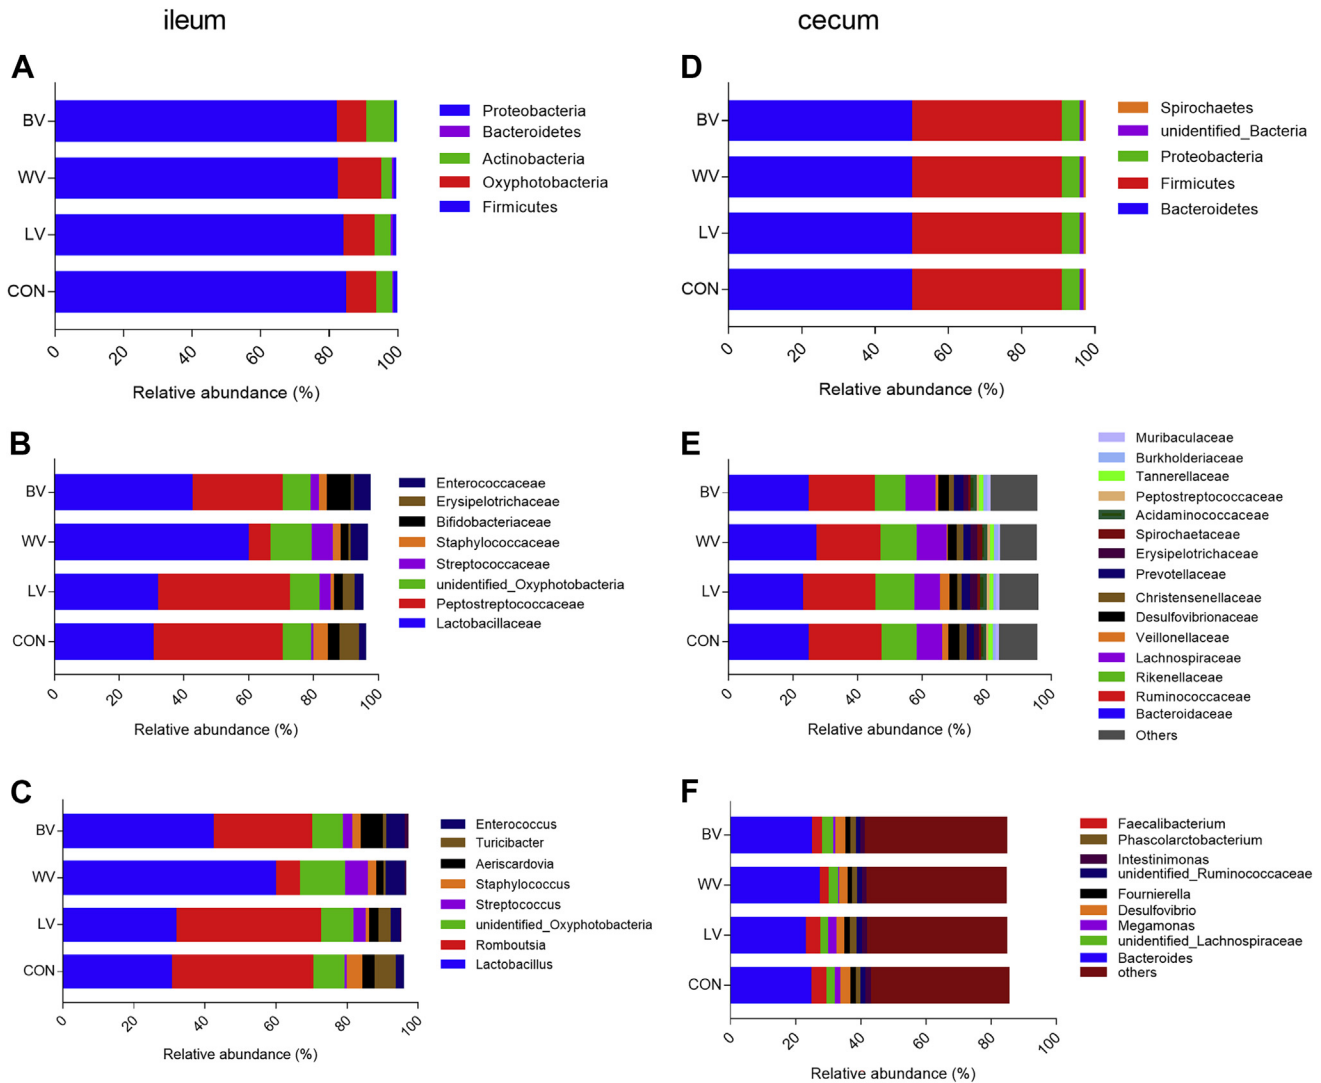 ileum
cecum
A
BV
WV
LV
CON
0
20
40
60
80
100
Relative abundance (%)
Proteobacteria
Bacteroidetes
Actinobacteria
Oxyphotobacteria
Firmicutes
D
BV
WV
LV
CON
0
20
40
60
80
100
Relative abundance (%)
Spirochaetes
unidentified_Bacteria
Proteobacteria
Firmicutes
Bacteroidetes
B
BV
WV
LV
CON
0
20
40
60
80
100
Relative abundance (%)
Enterococcaceae
Erysipelotrichaceae
Bifidobacteriaceae
Staphylococcaceae
Streptococcaceae
unidentified_Oxyphotobacteria
Peptostreptococcaceae
Lactobacillaceae
E
BV
WV
LV
CON
0
20
40
60
80
100
Relative abundance (%)
Muribaculaceae
Burkholderiaceae
Tannerellaceae
Peptostreptococcaceae
Acidaminococcaceae
Spirochaetaceae
Erysipelotrichaceae
Prevotellaceae
Christensenellaceae
Desulfovibrionaceae
Veillonellaceae
Lachnospiraceae
Rikenellaceae
Ruminococcaceae
Bacteroidaceae
Others
C
BV
WV
LV
CON
0
20
40
60
80
100
Relative abundance (%)
Enterococcus
Turicibacter
Aeriscardovia
Staphylococcus
Streptococcus
unidentified_Oxyphotobacteria
Romboutsia
Lactobacillus
F
BV
WV
LV
CON
0
20
40
60
80
100
Relative abundance (%)
Faecalibacterium
Phascolarctobacterium
Intestinimonas
unidentified_Ruminococcaceae
Fournierella
Desulfovibrio
Megamonas
unidentified_Lachnospiraceae
Bacteroides
others